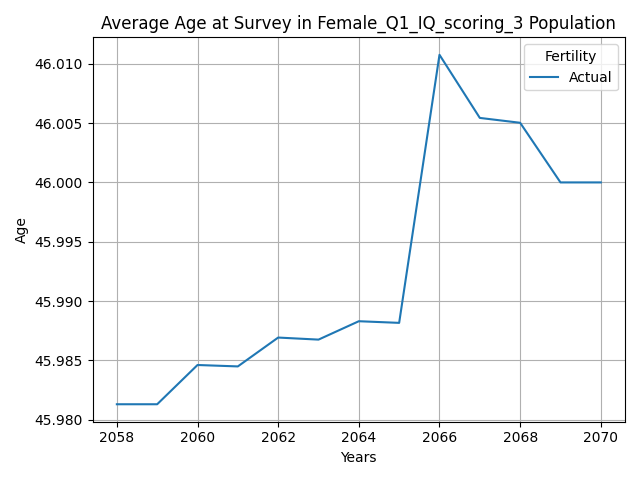 Average Age at Survey in Female_Q1_IQ_scoring_3 Population
Fertility
Actual
46.010
46.005
46.000
45.995
45.990
45.985
45.980
Age
2058 2060 2062 2064 2066 2068 2070
Years